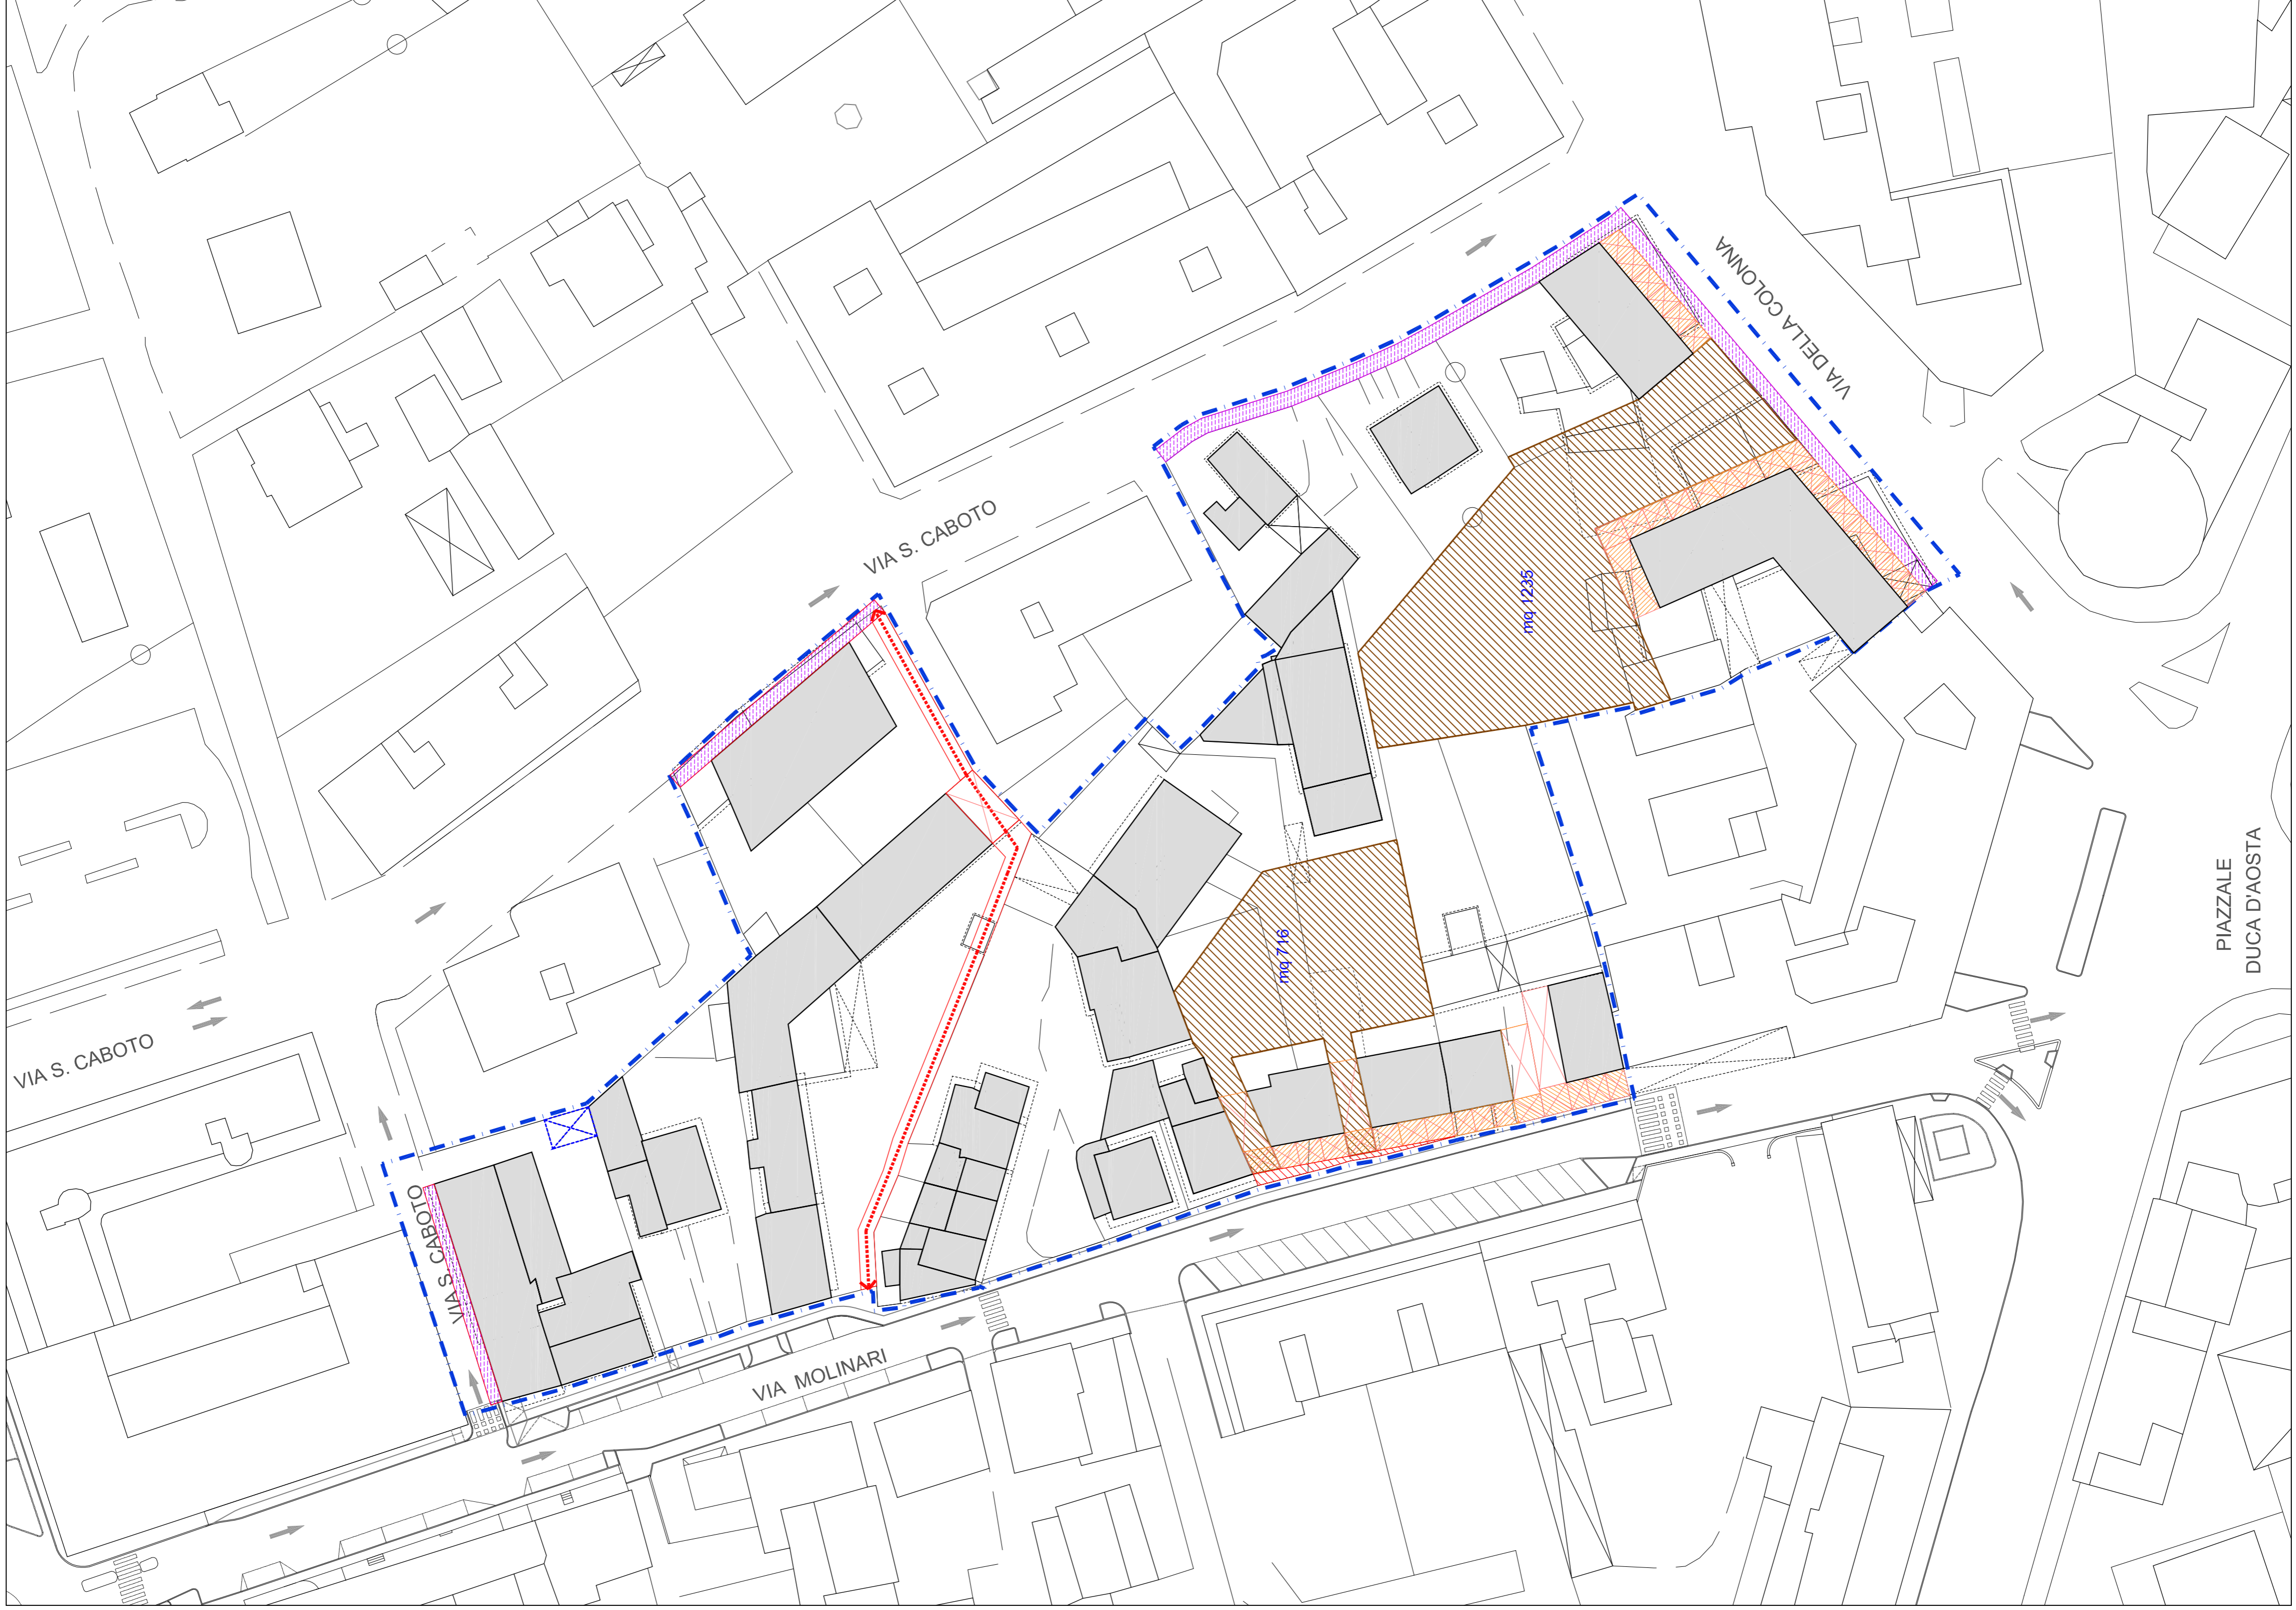 VIA DELLA COLONNA
VIA S. CABOTO
mq 1235
PIAZZALE
DUCA D'AOSTA
mq 716
VIA S. CABOTO
VIA S. CABOTO
VIA MOLINARI